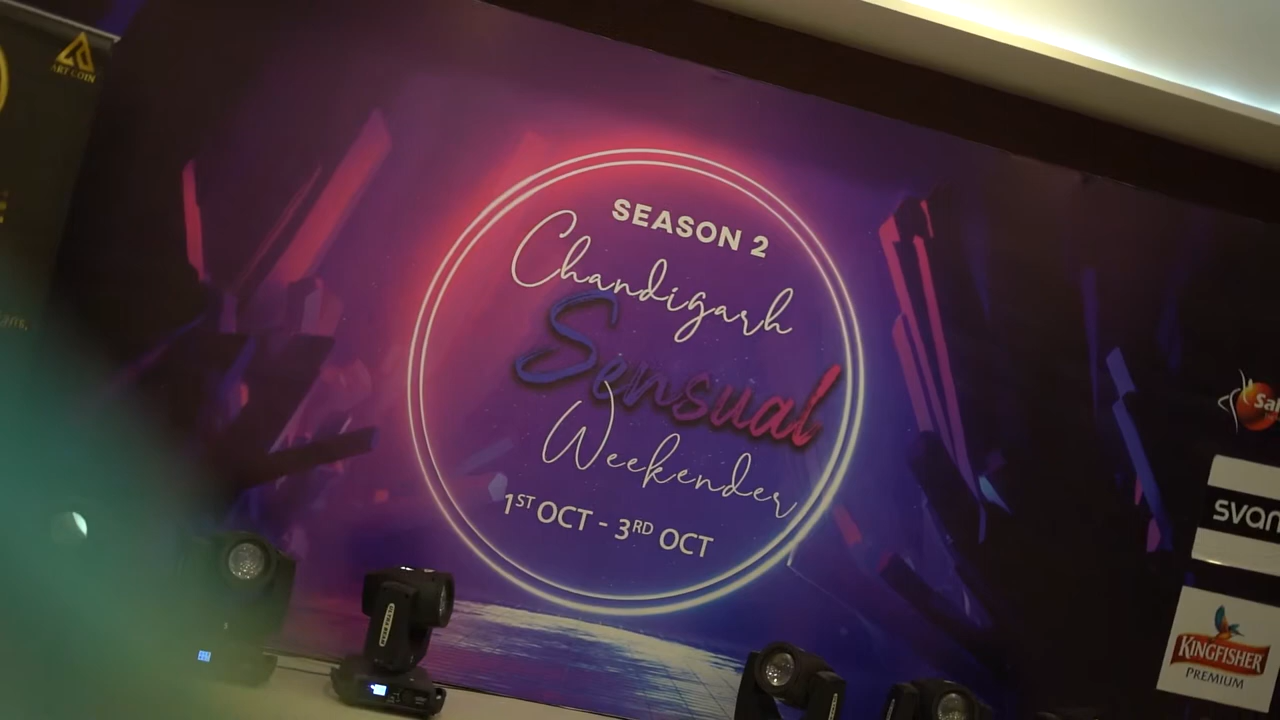 ART COIN
SEASON 2
Chandigarh
Sensual
Weekender
1ST OCT - 3RD OCT
KINGFISHER
PREMIUM